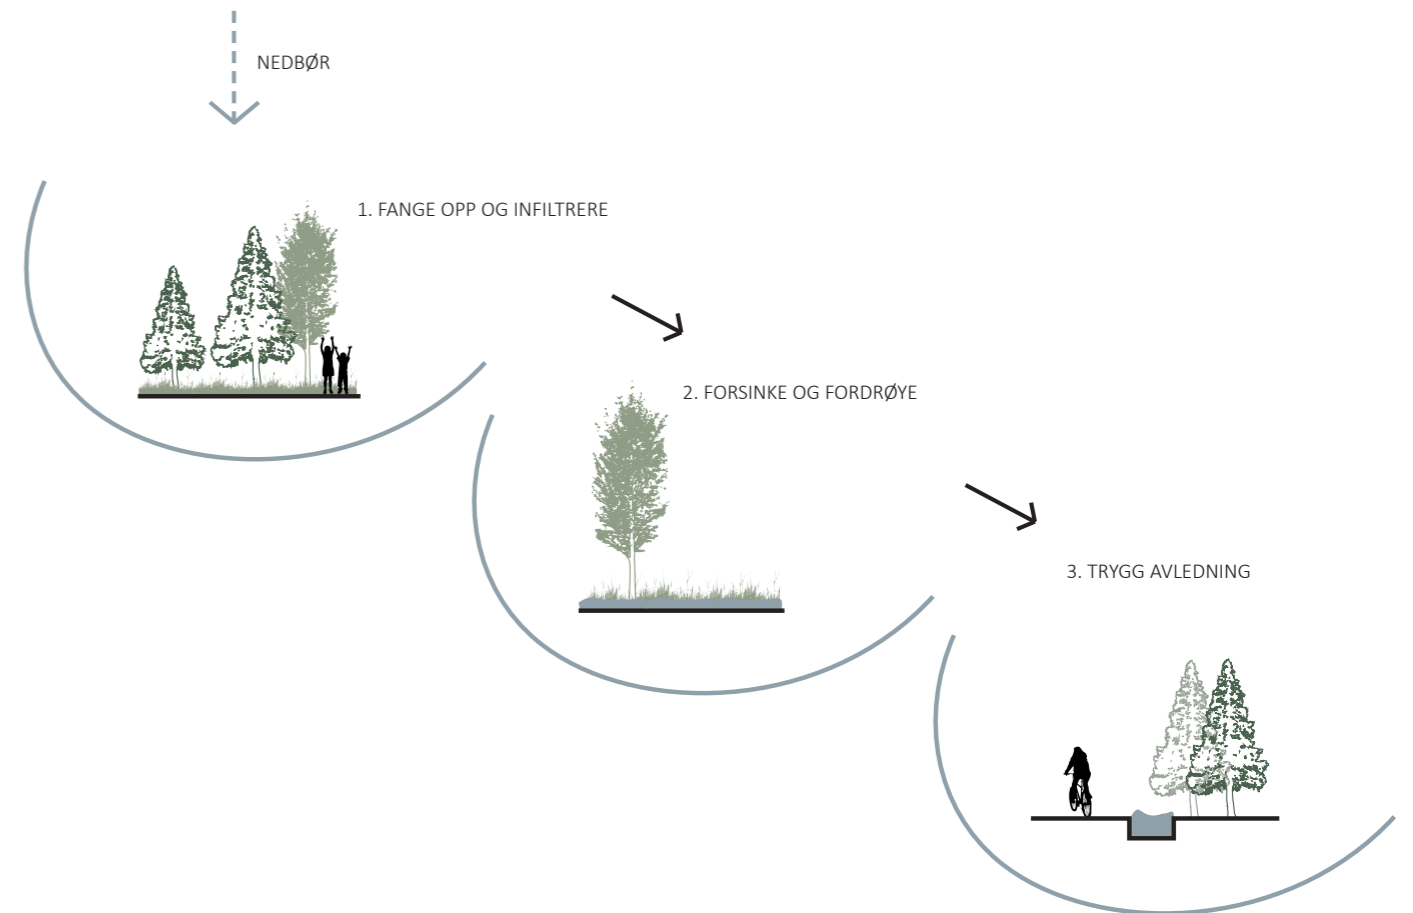 NEDBØR
1. FANGE OPP OG INFILTRERE
2. FORSINKE OG FORDRØYE
3. TRYGG AVLEDNING